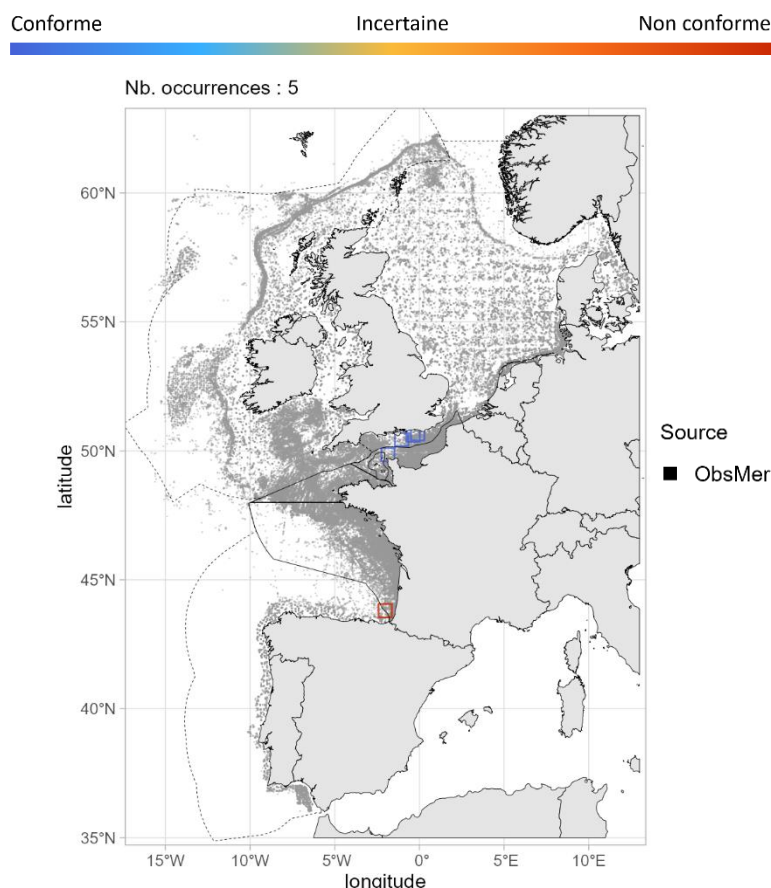 Conforme Incertaine Non conforme
Nb. occurrences : 5
60°N
55°N
50°N
45°N
40°N
35°N
latitude
15°W 10°W 5°W 0° 5°E 10°E
longitude
Source
ObsMer